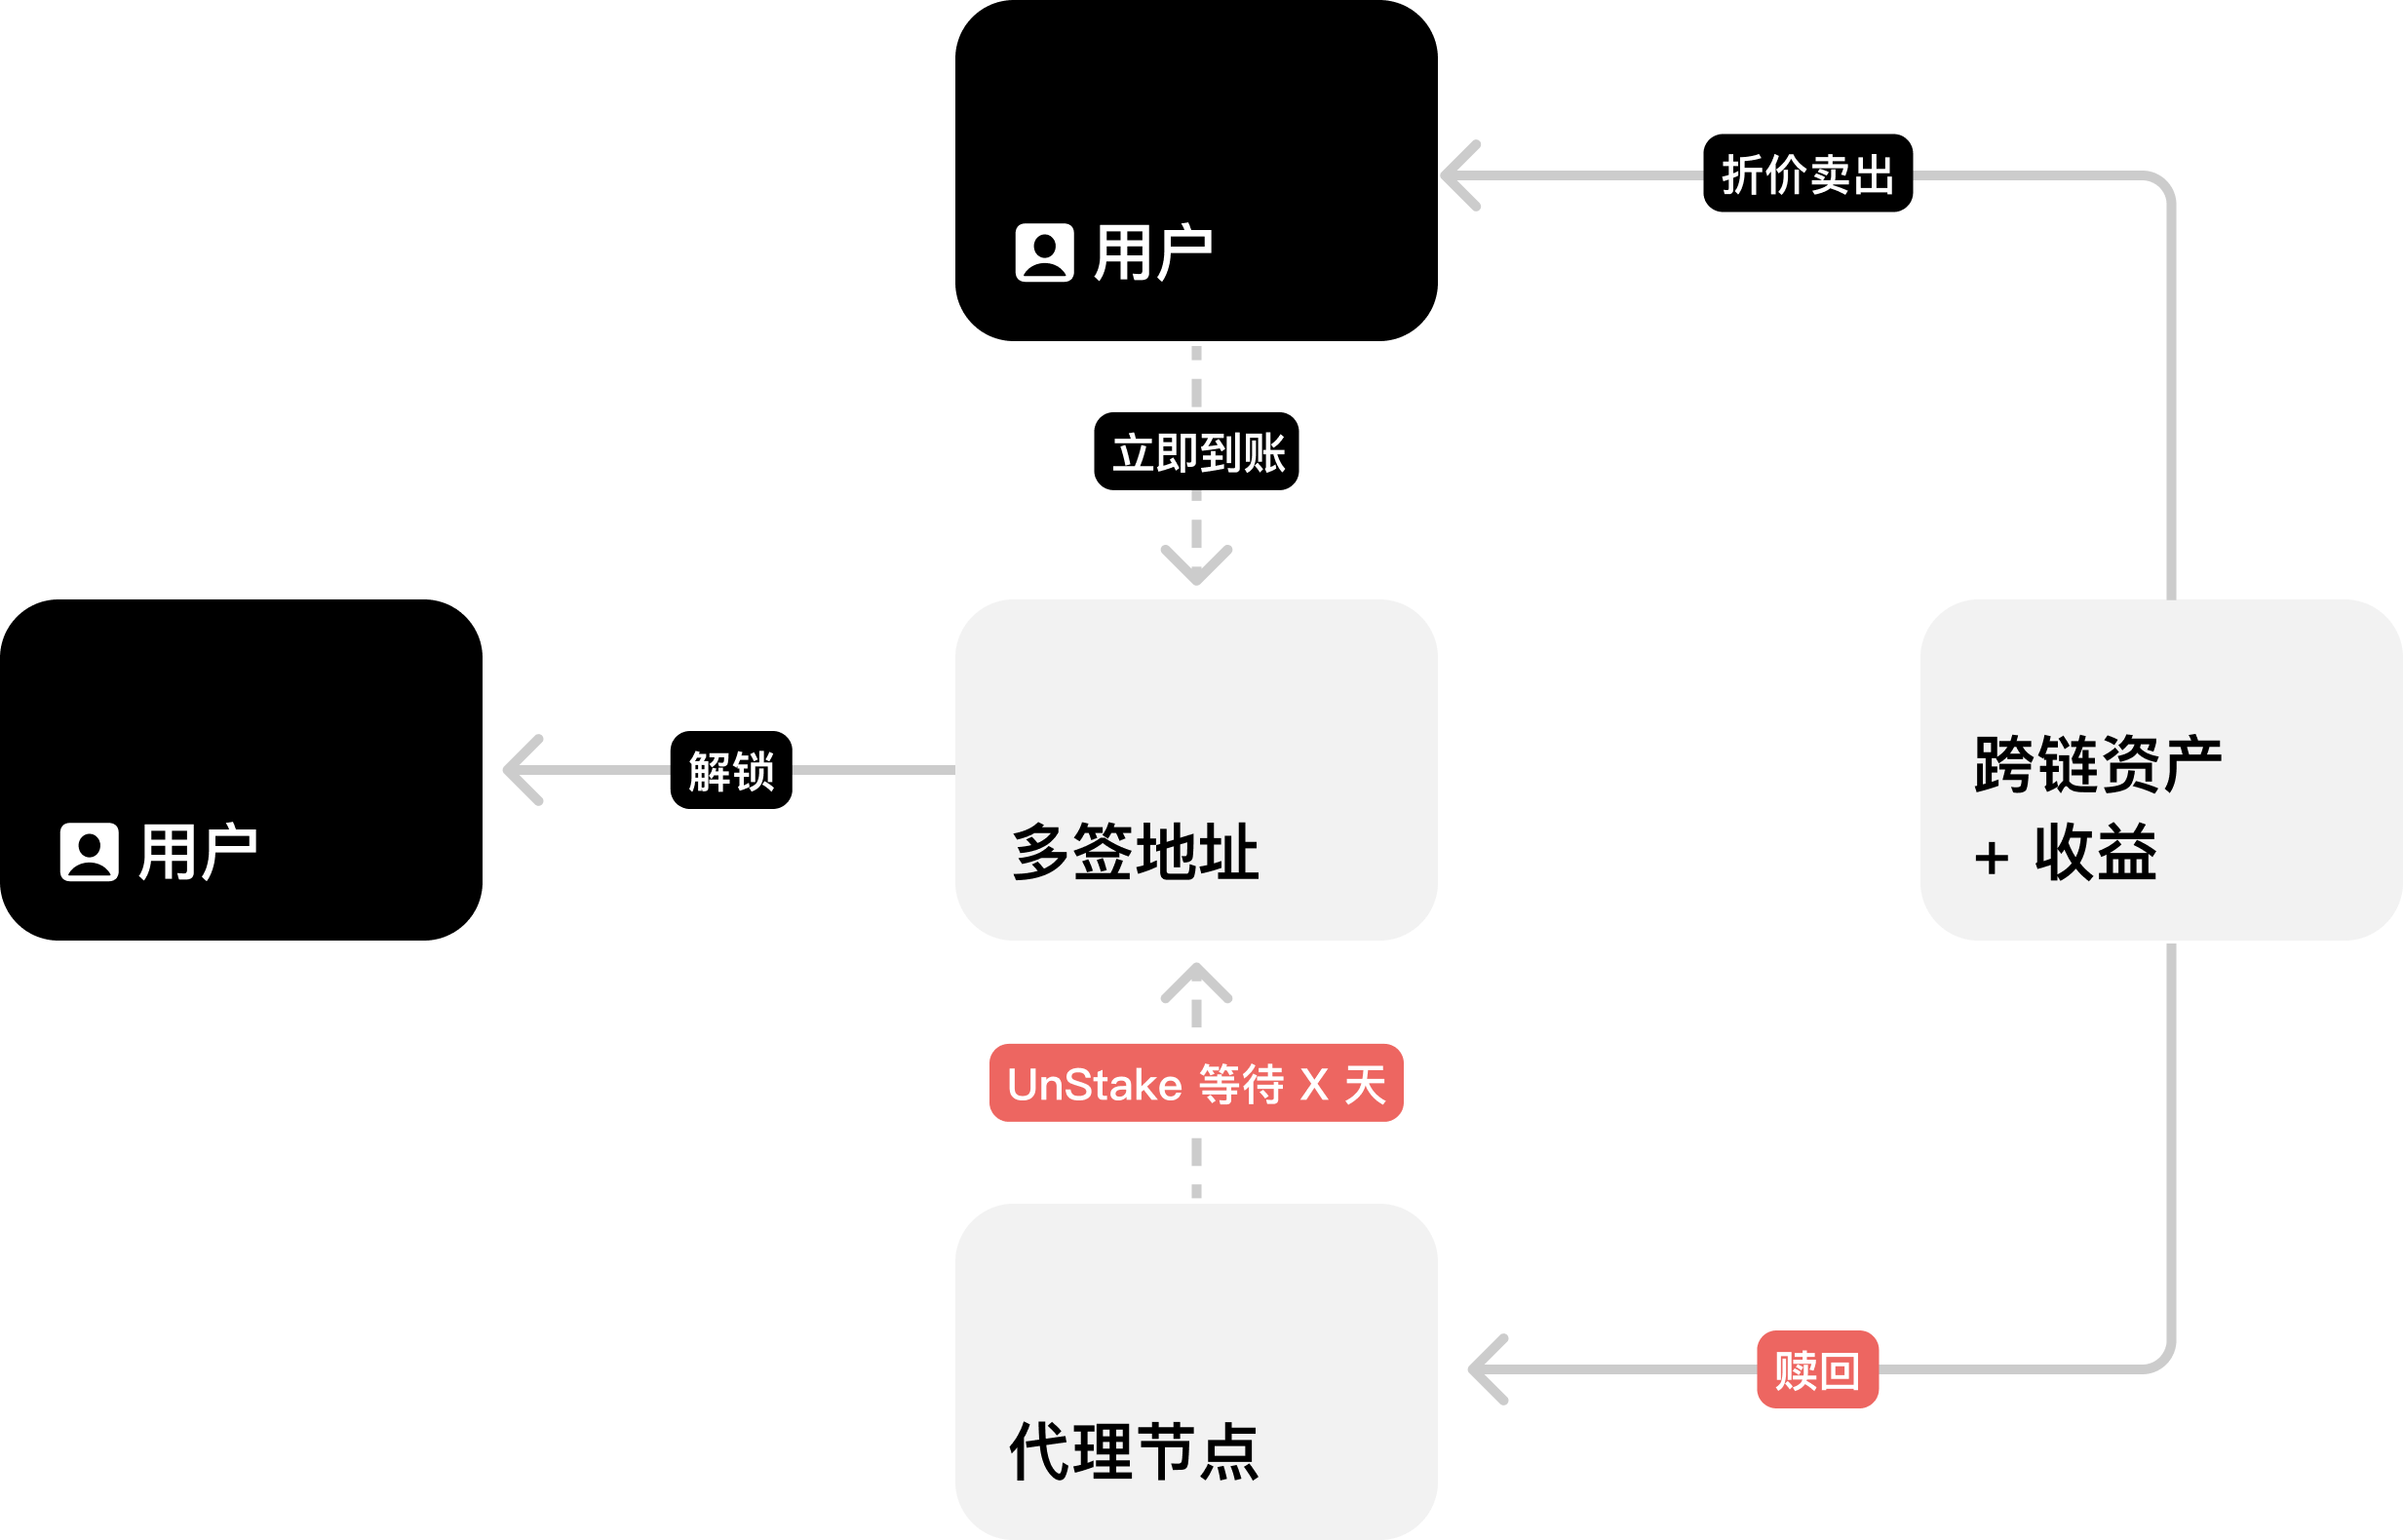 用户
折价卖出
立即到账
用户
解散
多签地址
跨链资产
+ 收益
UnStake 等待 X 天
赎回
代理节点